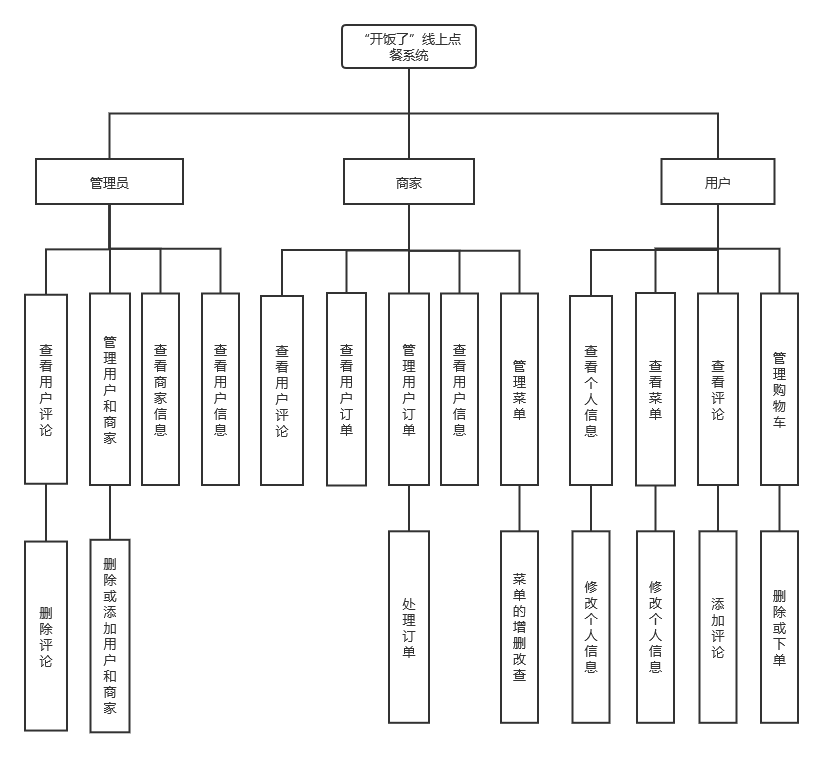 “开饭了”线上点
餐系统
管理员
商家
用户
查看用户评论
管理用户和商家
查看商家信息
查看用户信息
查看用户评论
查看用户订单
管理用户订单
查看用户信息
管理菜单
查看个人信息
查看菜单
查看评论
管理购物车
删除评论
删除或添加用户和商家
处理订单
菜单的增删改查
修改个人信息
修改个人信息
添加评论
删除或下单